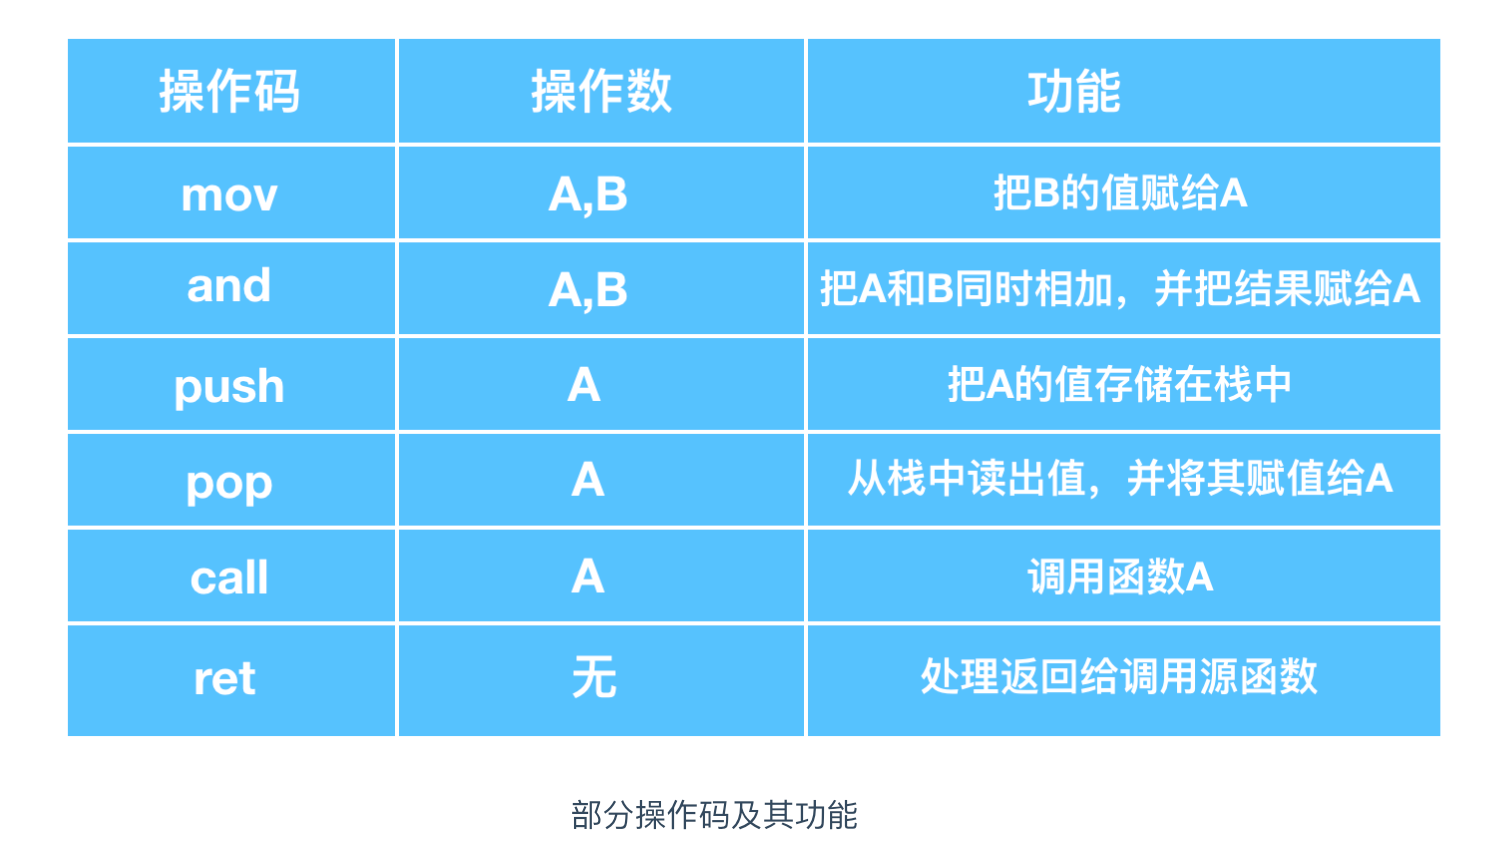 操作码 操作数 功能
mov A,B 把B的值赋给A
and A,B 把A和B同时相加，并把结果赋给A
push A 把A的值存储在栈中
pop A 从栈中读出值，并将其赋值给A
call A 调用函数A
ret 无 处理返回给调用源函数
部分操作码及其功能